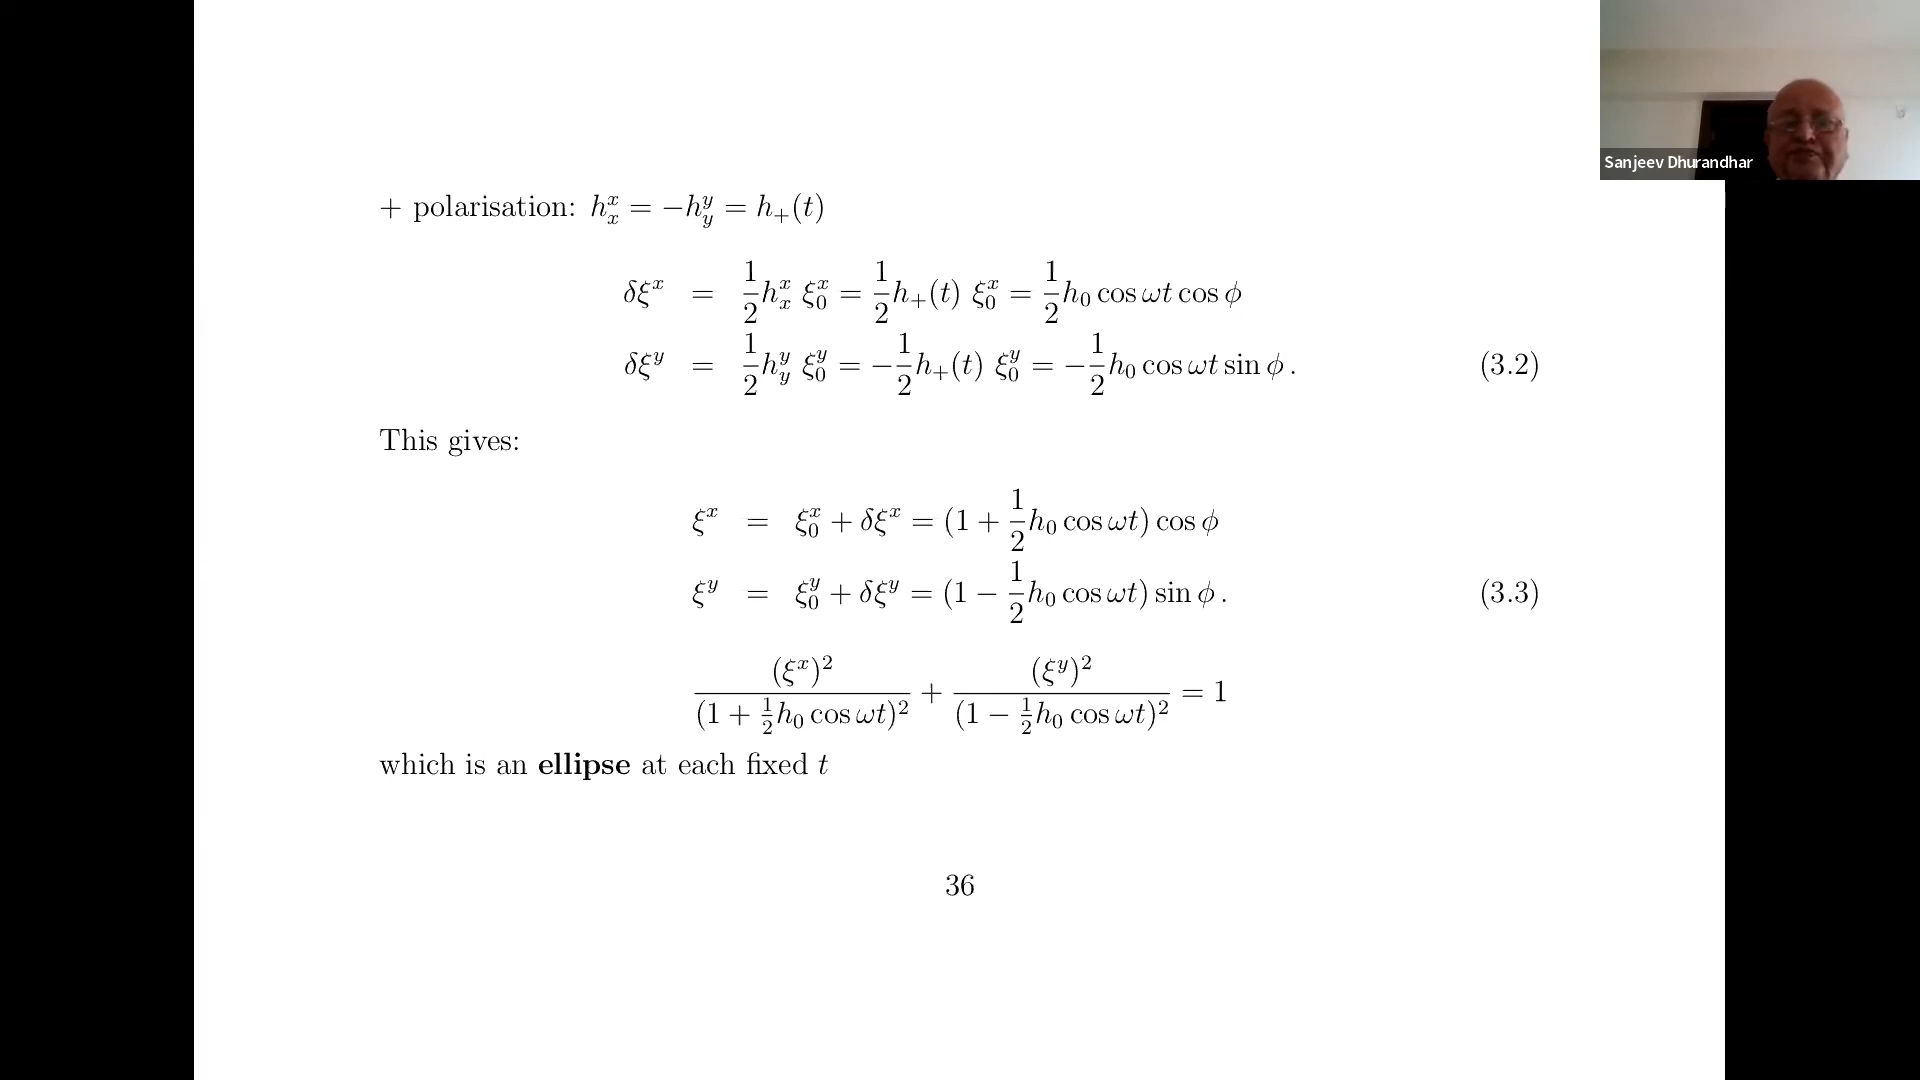 Sanjeev Dhurandhar
+ polarisation: $h^x_x = -h^y_y = h_+(t)$
$\delta\xi^x = \frac{1}{2}h^x_x\ \xi^x_0 = \frac{1}{2}h_+(t)\ \xi^x_0 = \frac{1}{2}h_0\cos\omega t\cos\phi$
$\delta\xi^y = \frac{1}{2}h^y_y\ \xi^y_0 = -\frac{1}{2}h_+(t)\ \xi^y_0 = -\frac{1}{2}h_0\cos\omega t\sin\phi\,.$ (3.2)
This gives:
$\xi^x = \xi^x_0 + \delta\xi^x = (1 + \frac{1}{2}h_0\cos\omega t)\cos\phi$
$\xi^y = \xi^y_0 + \delta\xi^y = (1 - \frac{1}{2}h_0\cos\omega t)\sin\phi\,.$ (3.3)
$\frac{(\xi^x)^2}{(1 + \frac{1}{2}h_0\cos\omega t)^2} + \frac{(\xi^y)^2}{(1 - \frac{1}{2}h_0\cos\omega t)^2} = 1$
which is an ellipse at each fixed $t$
36